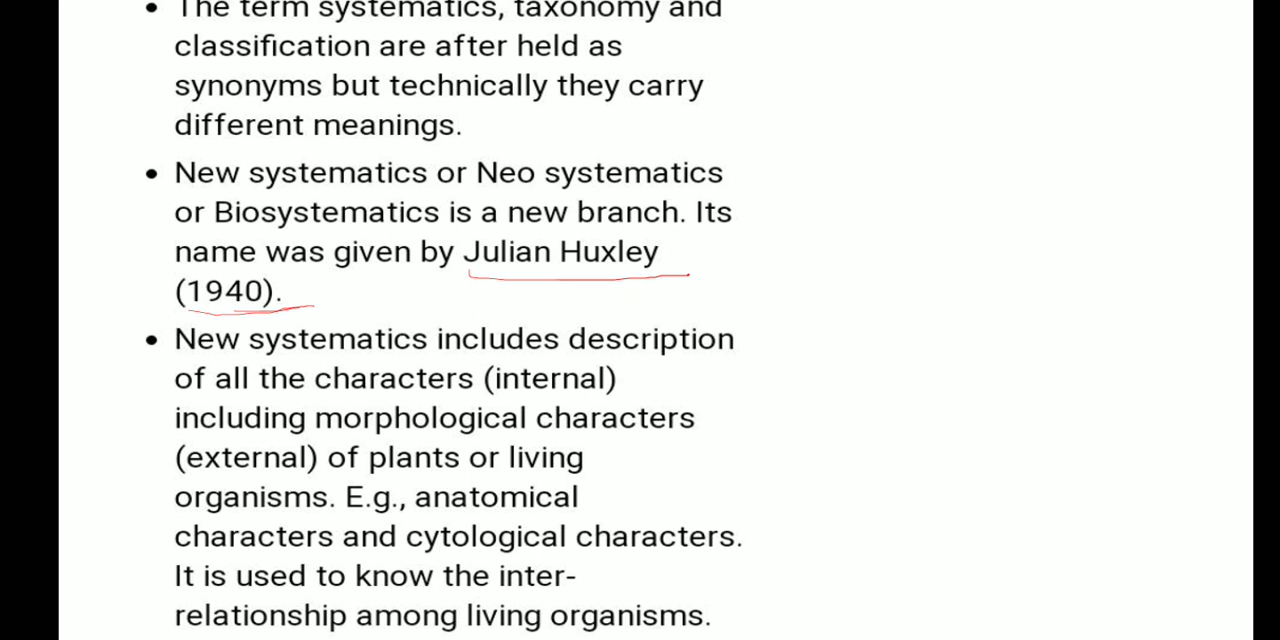 • The term systematics, taxonomy and
classification are after held as
synonyms but technically they carry
different meanings.
• New systematics or Neo systematics
or Biosystematics is a new branch. Its
name was given by Julian Huxley
(1940).
• New systematics includes description
of all the characters (internal)
including morphological characters
(external) of plants or living
organisms. E.g., anatomical
characters and cytological characters.
It is used to know the inter-
relationship among living organisms.